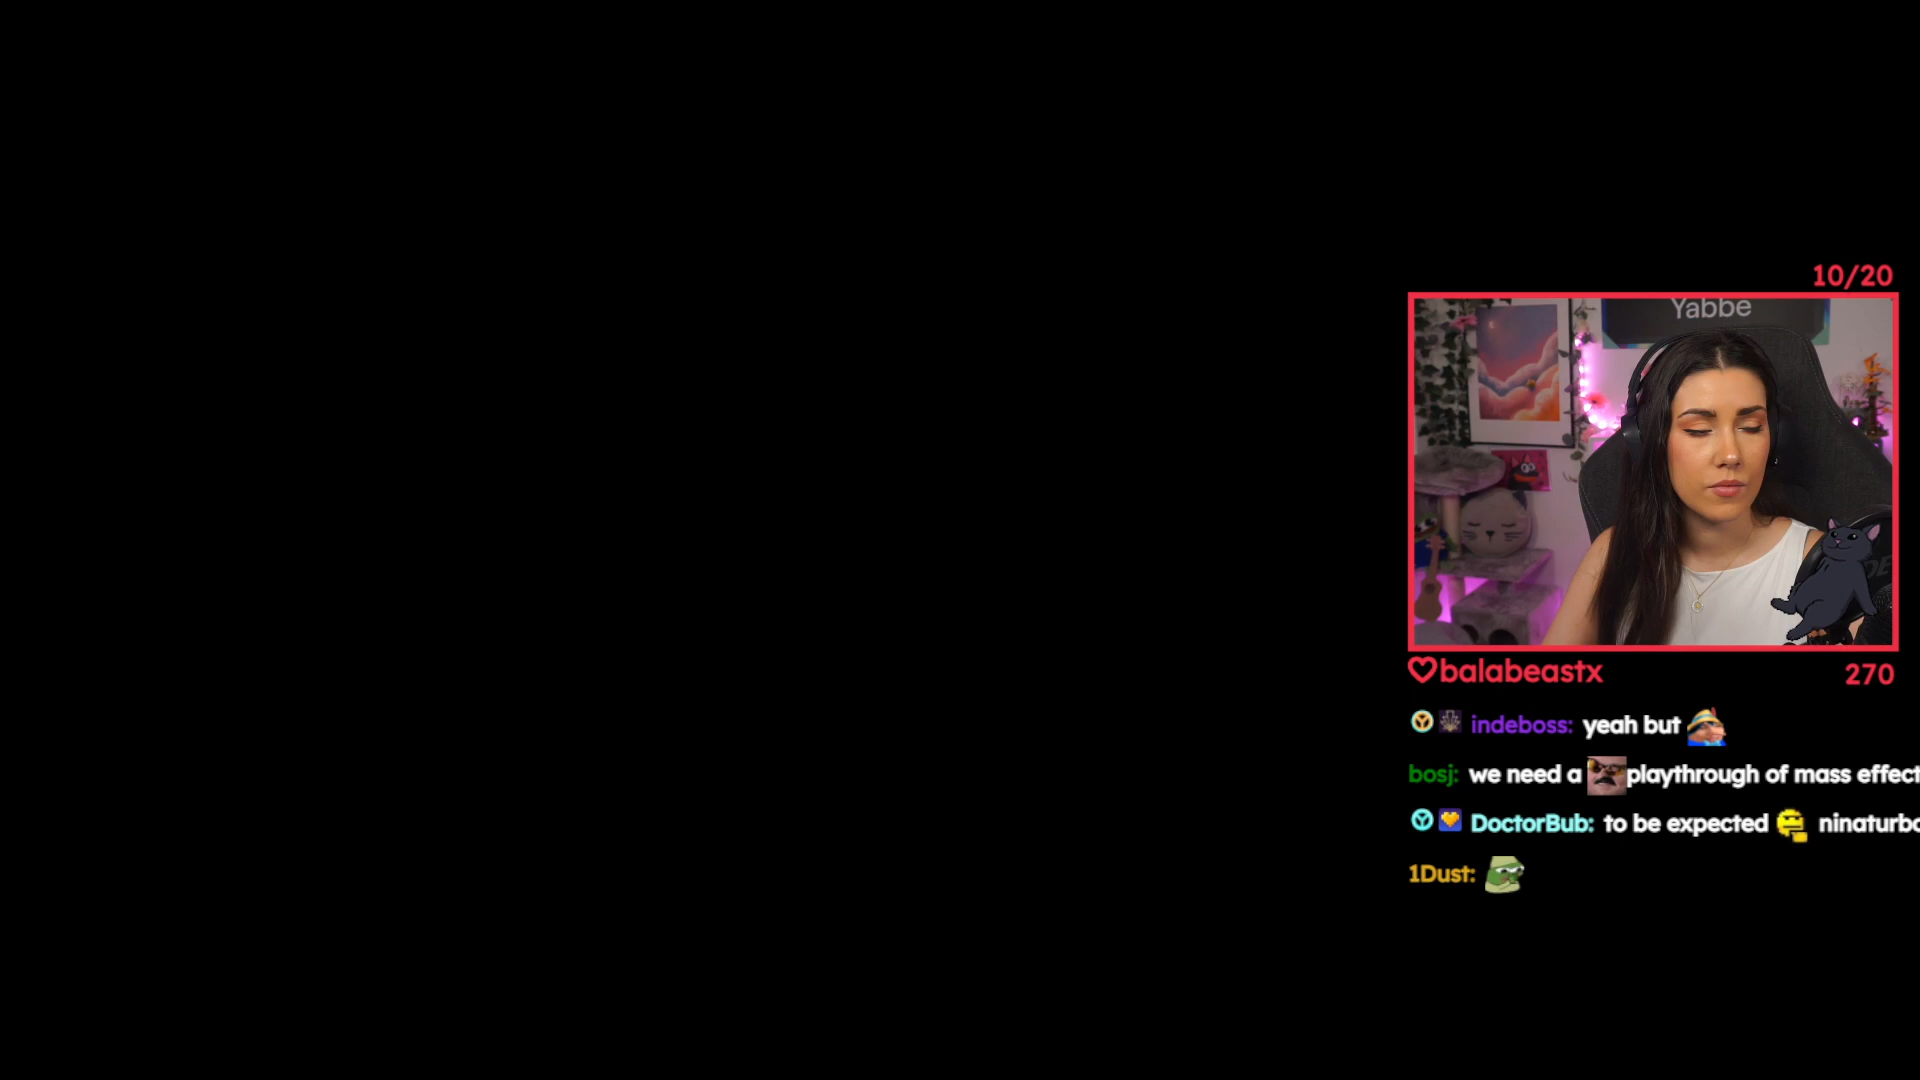 10/20
Yabbe
balabeastx
270
indeboss: yeah but
bosj: we need a playthrough of mass effect
DoctorBub: to be expected ninaturbo
1Dust: